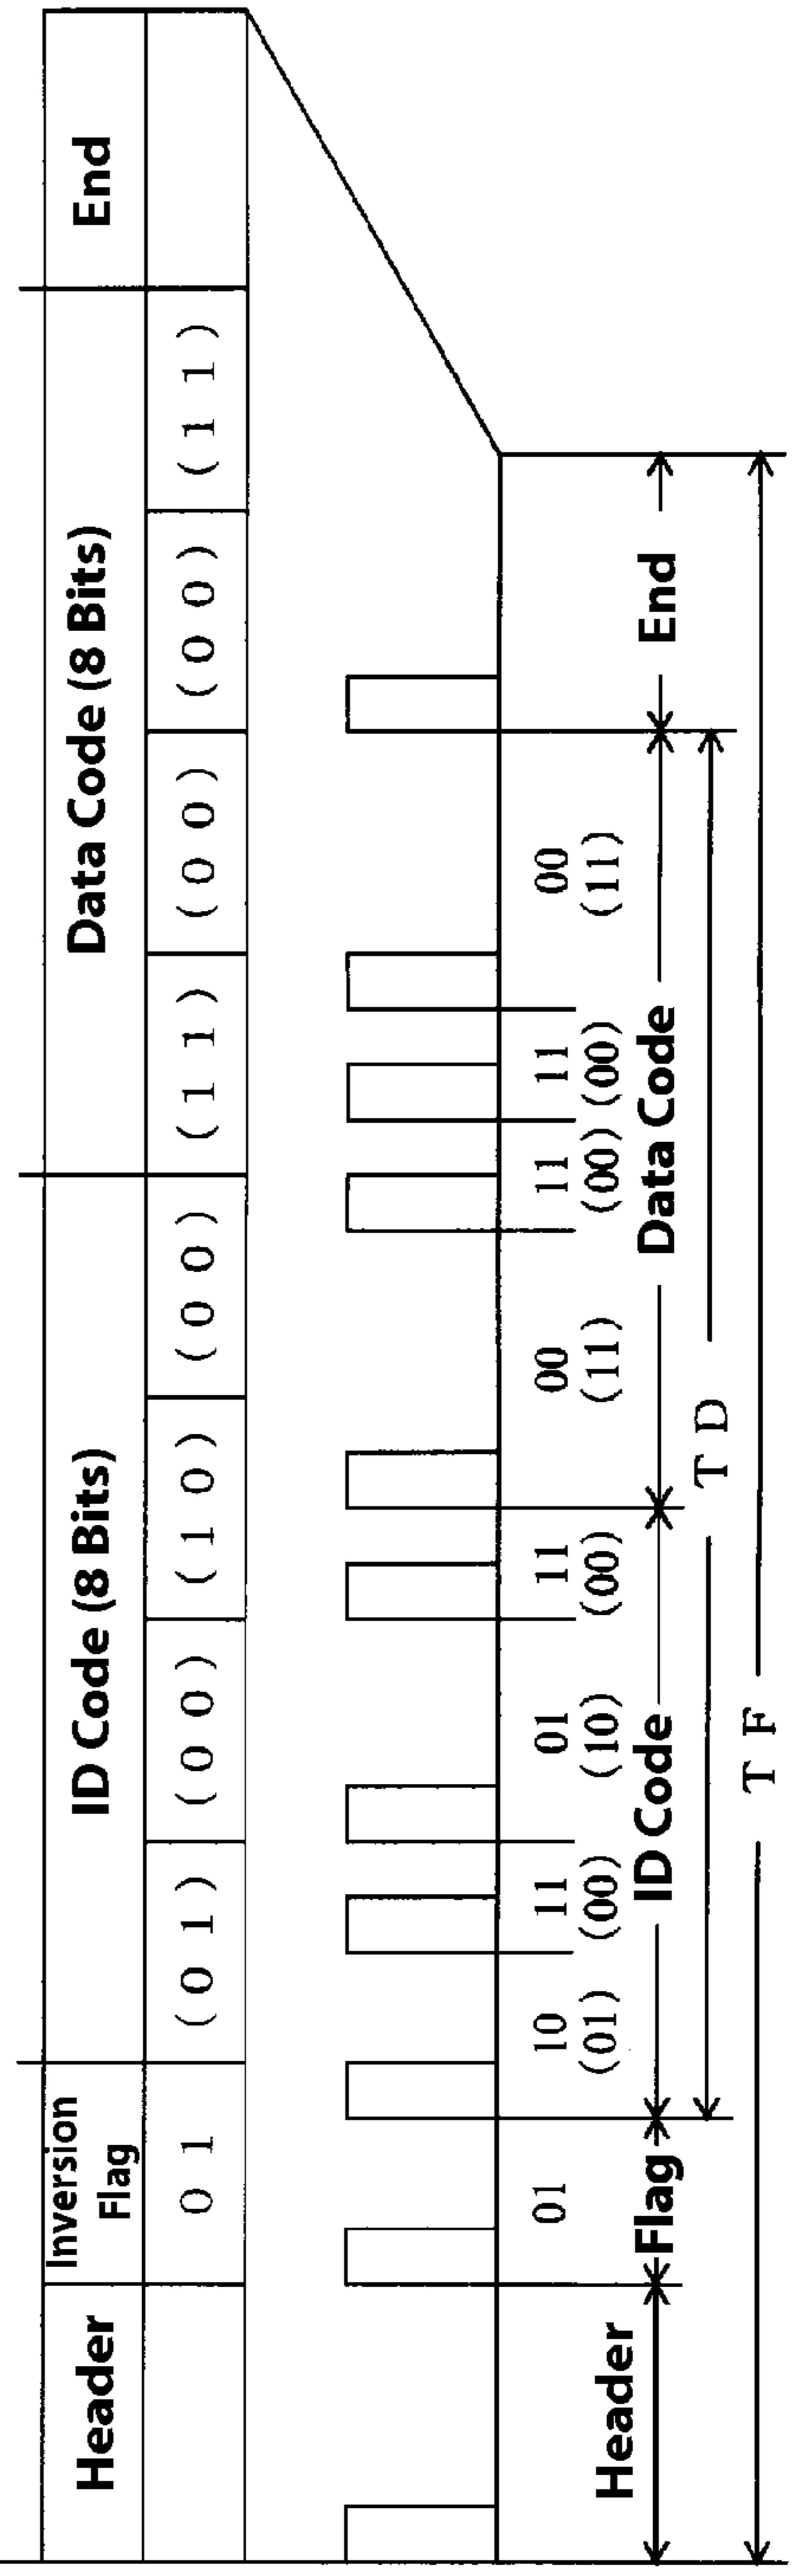 Header
Inversion
Flag
ID Code (8 Bits)
Data Code (8 Bits)
End
0 1
(0 1)
(0 0)
(1 0)
(0 0)
(1 1)
(0 0)
(0 0)
(1 1)
01
10
(01)
11
(00)
01
(10)
11
(00)
00
(11)
11
(00)
11
(00)
00
(11)
Header
Flag
ID Code
Data Code
End
T D
T F